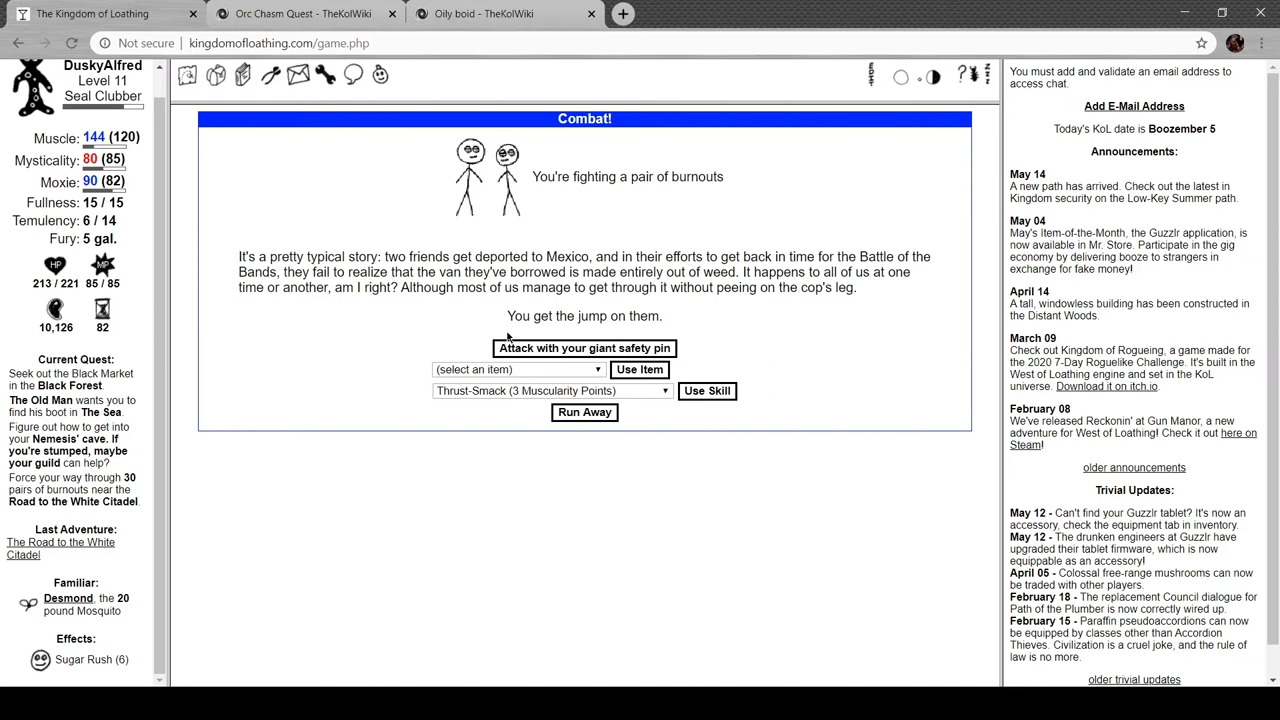 The Kingdom of Loathing
Orc Chasm Quest - TheKolWiki
Oily boid - TheKolWiki
Not secure | kingdomofloathing.com/game.php
DuskyAlfred
Level 11
Seal Clubber
Muscle: 144 (120)
Mysticality: 80 (85)
Moxie: 90 (82)
Fullness: 15 / 15
Temulency: 6 / 14
Fury: 5 gal.
HP
MP
213 / 221
85 / 85
10,126
82
Current Quest:
Seek out the Black Market
in the Black Forest.
The Old Man wants you to
find his boot in The Sea.
Figure out how to get into
your Nemesis' cave. If
you're stumped, maybe
your guild can help?
Force your way through 30
pairs of burnouts near the
Road to the White Citadel.
Last Adventure:
The Road to the White
Citadel
Familiar:
Desmond, the 20
pound Mosquito
Effects:
Sugar Rush (6)
Combat!
You're fighting a pair of burnouts
It's a pretty typical story: two friends get deported to Mexico, and in their efforts to get back in time for the Battle of the
Bands, they fail to realize that the van they've borrowed is made entirely out of weed. It happens to all of us at one
time or another, am I right? Although most of us manage to get through it without peeing on the cop's leg.
You get the jump on them.
Attack with your giant safety pin
(select an item)
Use Item
Thrust-Smack (3 Muscularity Points)
Use Skill
Run Away
You must add and validate an email address to
access chat.
Add E-Mail Address
Today's KoL date is Boozember 5
Announcements:
May 14
A new path has arrived. Check out the latest in
Kingdom security on the Low-Key Summer path.
May 04
May's Item-of-the-Month, the Guzzlr application, is
now available in Mr. Store. Participate in the gig
economy by delivering booze to strangers in
exchange for fake money!
April 14
A tall, windowless building has been constructed in
the Distant Woods.
March 09
Check out Kingdom of Rogueing, a game made for
the 2020 7-Day Roguelike Challenge. It's built in the
West of Loathing engine and set in the KoL
universe. Download it on itch.io.
February 08
We've released Reckonin' at Gun Manor, a new
adventure for West of Loathing! Check it out here on
Steam!
older announcements
Trivial Updates:
May 12 - Can't find your Guzzlr tablet? It's now an
accessory, check the equipment tab in inventory.
May 12 - The drunken engineers at Guzzlr have
upgraded their tablet firmware, which is now
equippable as an accessory!
April 05 - Colossal free-range mushrooms can now
be traded with other players.
February 18 - The replacement Council dialogue for
Path of the Plumber is now correctly wired up.
February 15 - Paraffin pseudoaccordions can now
be equipped by classes other than Accordion
Thieves. Civilization is a cruel joke, and the rule of
law is no more.
older trivial updates